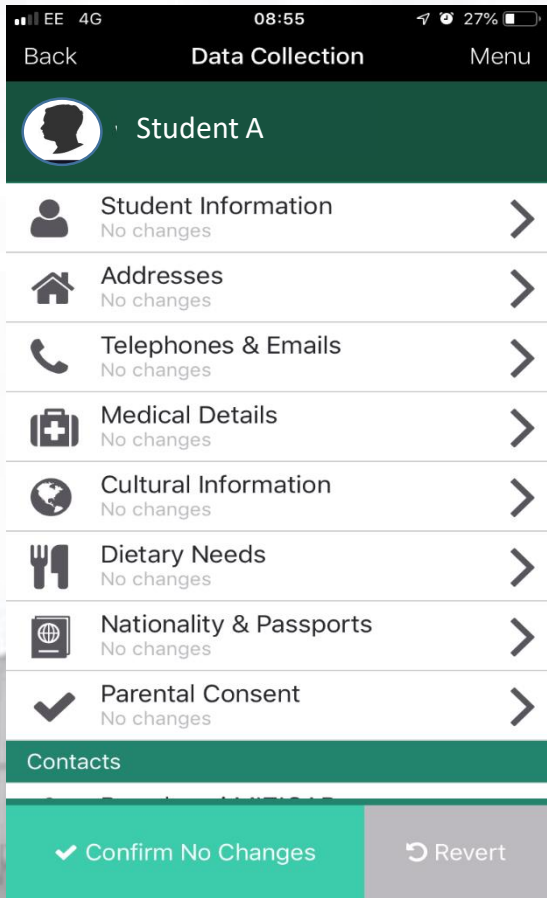 EE 4G 08:55 27%
Back Data Collection Menu
Student A
Student Information
No changes
Addresses
No changes
Telephones & Emails
No changes
Medical Details
No changes
Cultural Information
No changes
Dietary Needs
No changes
Nationality & Passports
No changes
Parental Consent
No changes
Contacts
Confirm No Changes Revert